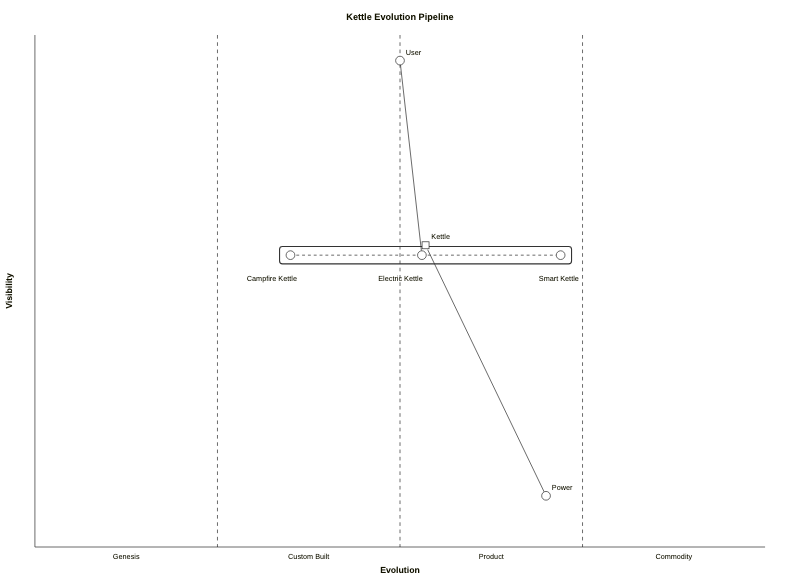 Kettle Evolution Pipeline
User
Kettle
Campfire Kettle
Electric Kettle
Smart Kettle
Visibility
Power
Genesis
Custom Built
Product
Commodity
Evolution